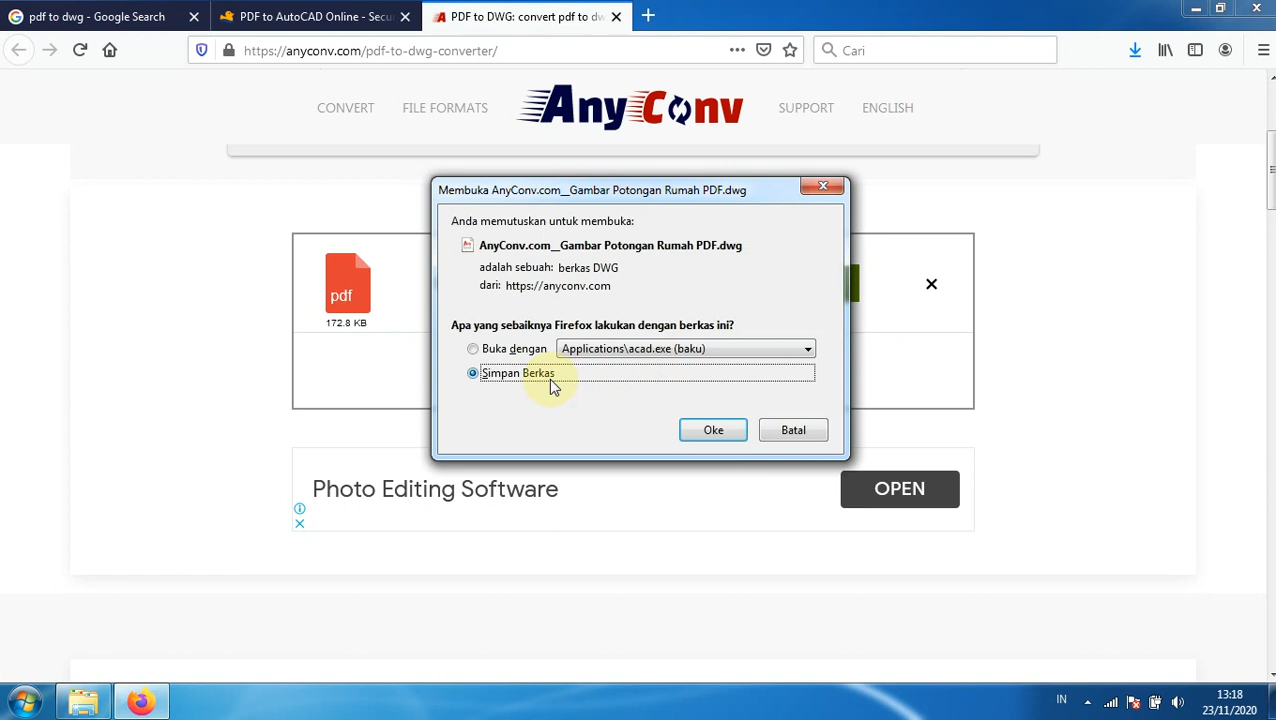 pdf to dwg - Google Search
PDF to AutoCAD Online - Secu
PDF to DWG: convert pdf to dw
https://anyconv.com/pdf-to-dwg-converter/
Cari
CONVERT
FILE FORMATS
AnyConv
SUPPORT
ENGLISH
Membuka AnyConv.com__Gambar Potongan Rumah PDF.dwg
Anda memutuskan untuk membuka:
AnyConv.com__Gambar Potongan Rumah PDF.dwg
adalah sebuah: berkas DWG
dari: https://anyconv.com
pdf
172.8 KB
Apa yang sebaiknya Firefox lakukan dengan berkas ini?
Buka dengan
Applications\acad.exe (baku)
Simpan Berkas
Oke
Batal
Photo Editing Software
OPEN
IN
13:18
23/11/2020